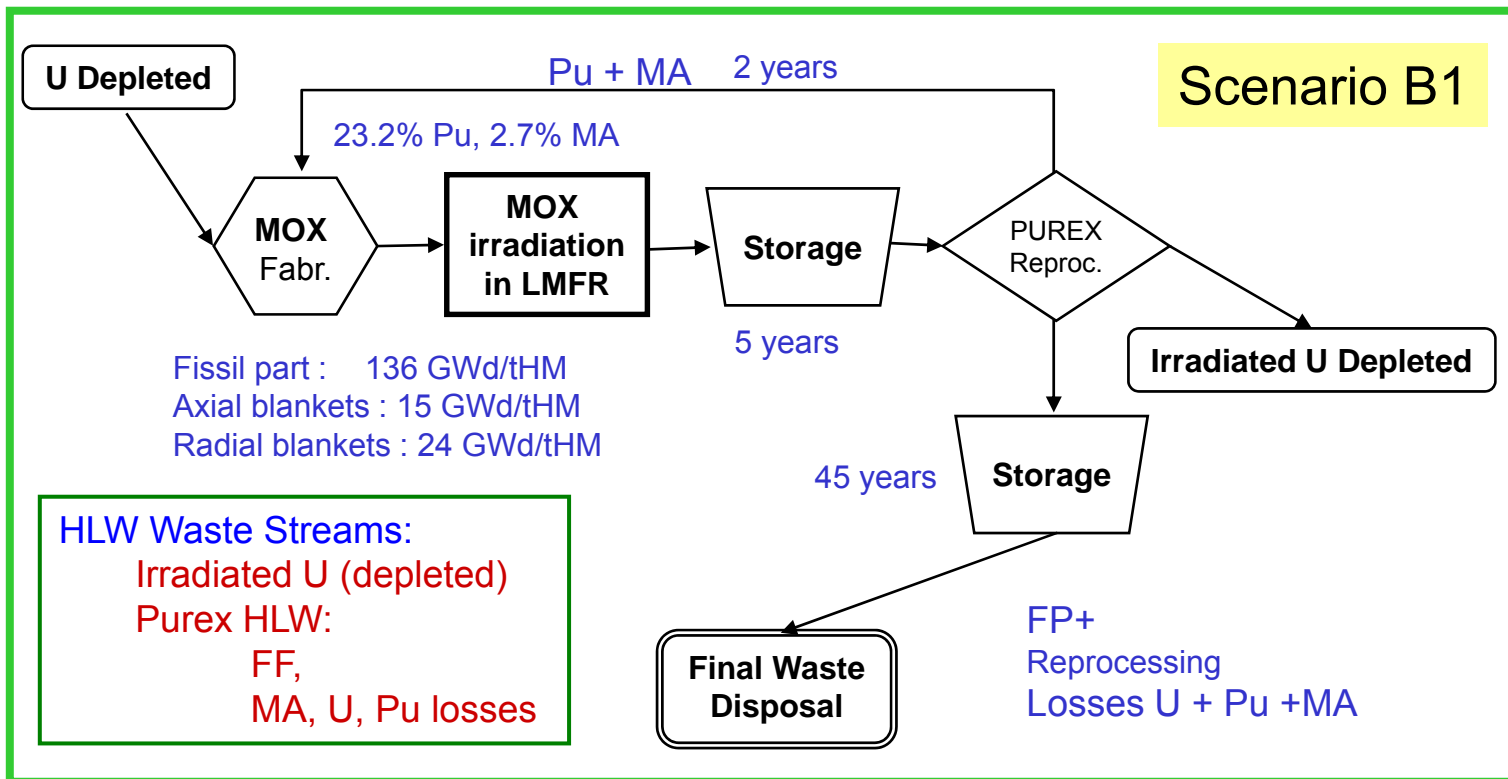 U Depleted
Pu + MA 2 years
Scenario B1
23.2% Pu, 2.7% MA
MOX
Fabr.
MOX
irradiation
in LMFR
Storage
PUREX
Reproc.
5 years
Irradiated U Depleted
Fissil part : 136 GWd/tHM
Axial blankets : 15 GWd/tHM
Radial blankets : 24 GWd/tHM
45 years
Storage
HLW Waste Streams:
Irradiated U (depleted)
Purex HLW:
FF,
MA, U, Pu losses
Final Waste
Disposal
FP+
Reprocessing
Losses U + Pu +MA